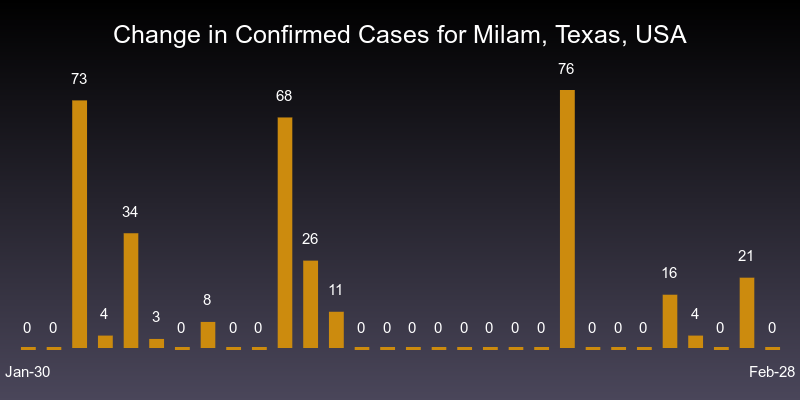 Change in Confirmed Cases for Milam, Texas, USA
0 0 73 4 34 3 0 8 0 0 68 26 11 0 0 0 0 0 0 0 0 76 0 0 0 16 4 0 21 0
Jan-30 Feb-28